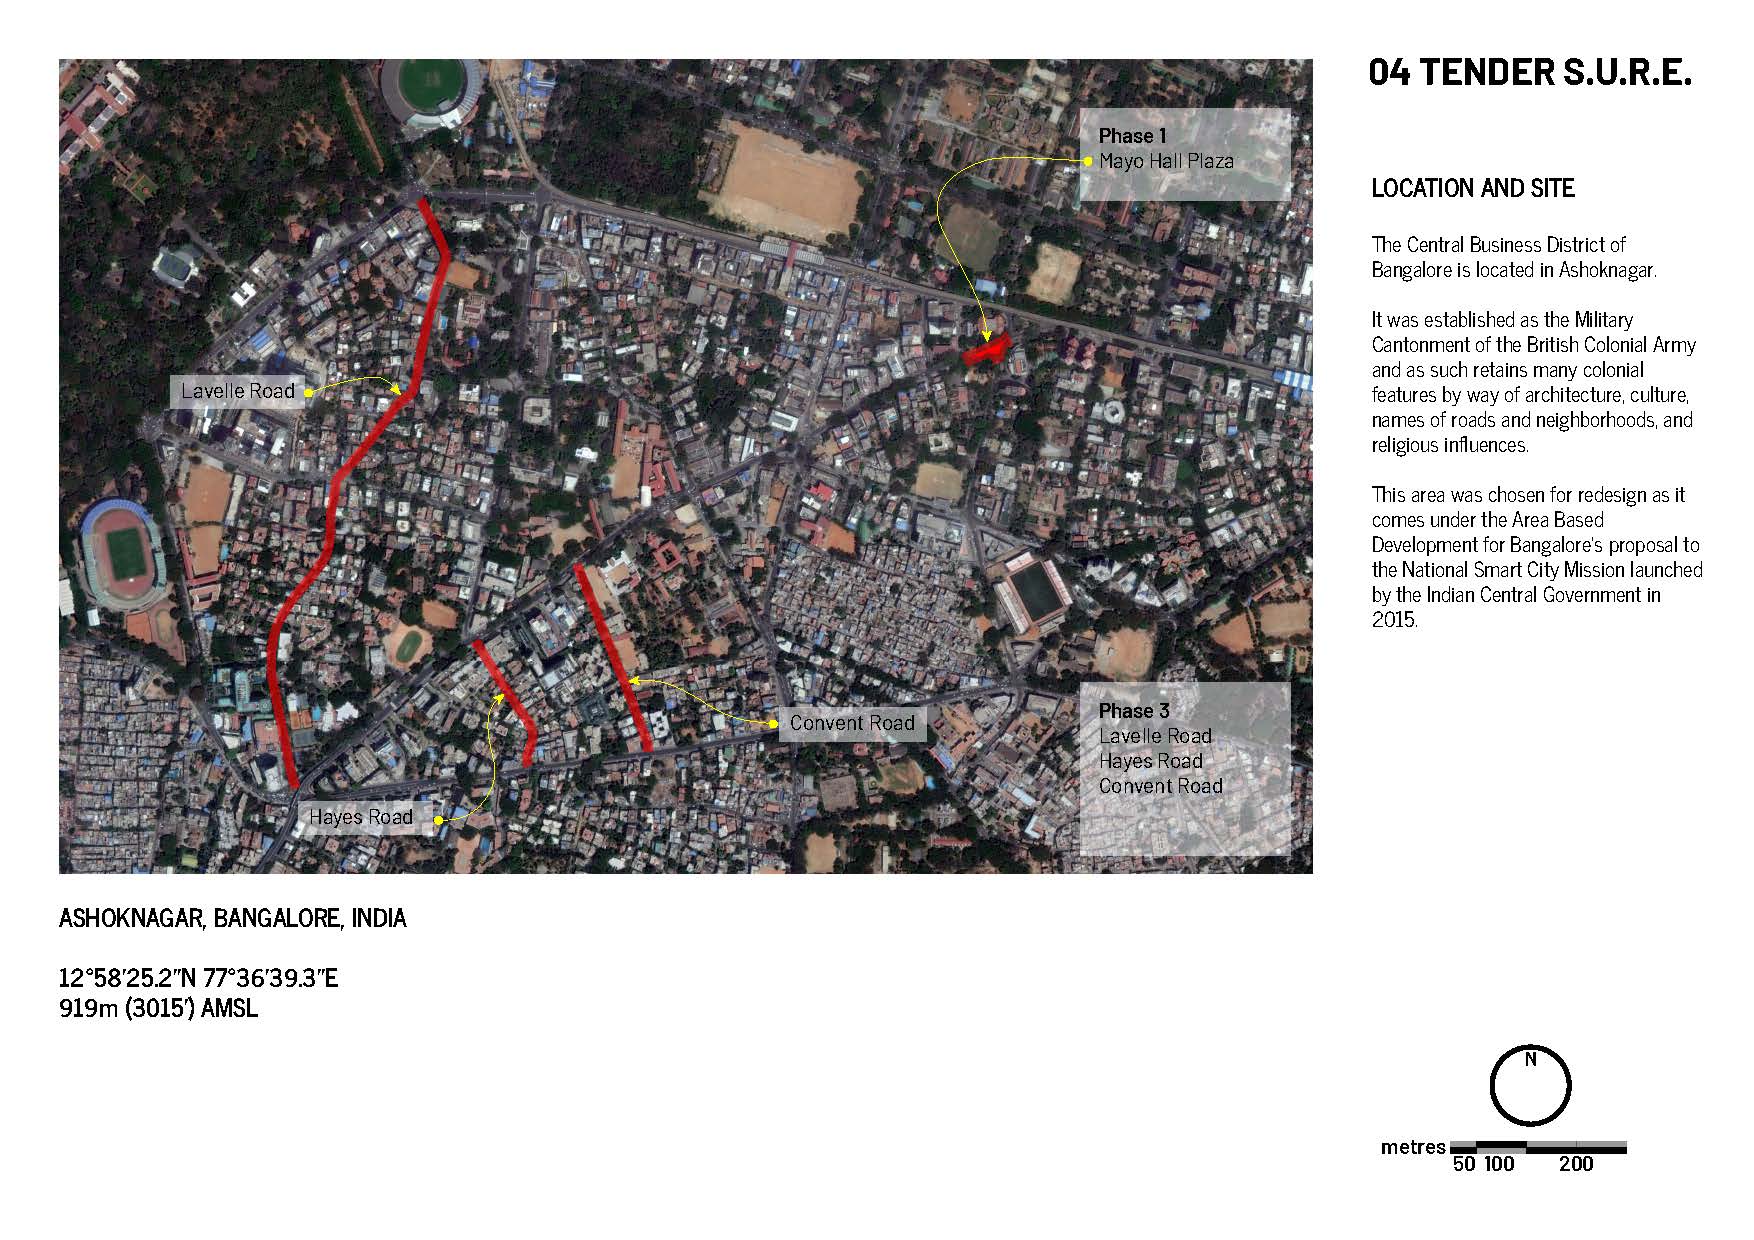 04 TENDER S.U.R.E.
Phase 1
Mayo Hall Plaza
Lavelle Road
Convent Road
Hayes Road
Phase 3
Lavelle Road
Hayes Road
Convent Road
LOCATION AND SITE
The Central Business District of
Bangalore is located in Ashoknagar.
It was established as the Military
Cantonment of the British Colonial Army
and as such retains many colonial
features by way of architecture, culture,
names of roads and neighborhoods, and
religious influences.
This area was chosen for redesign as it
comes under the Area Based
Development for Bangalore's proposal to
the National Smart City Mission launched
by the Indian Central Government in
2015.
ASHOKNAGAR, BANGALORE, INDIA
12°58'25.2"N 77°36'39.3"E
919m (3015') AMSL
N
metres
50 100 200